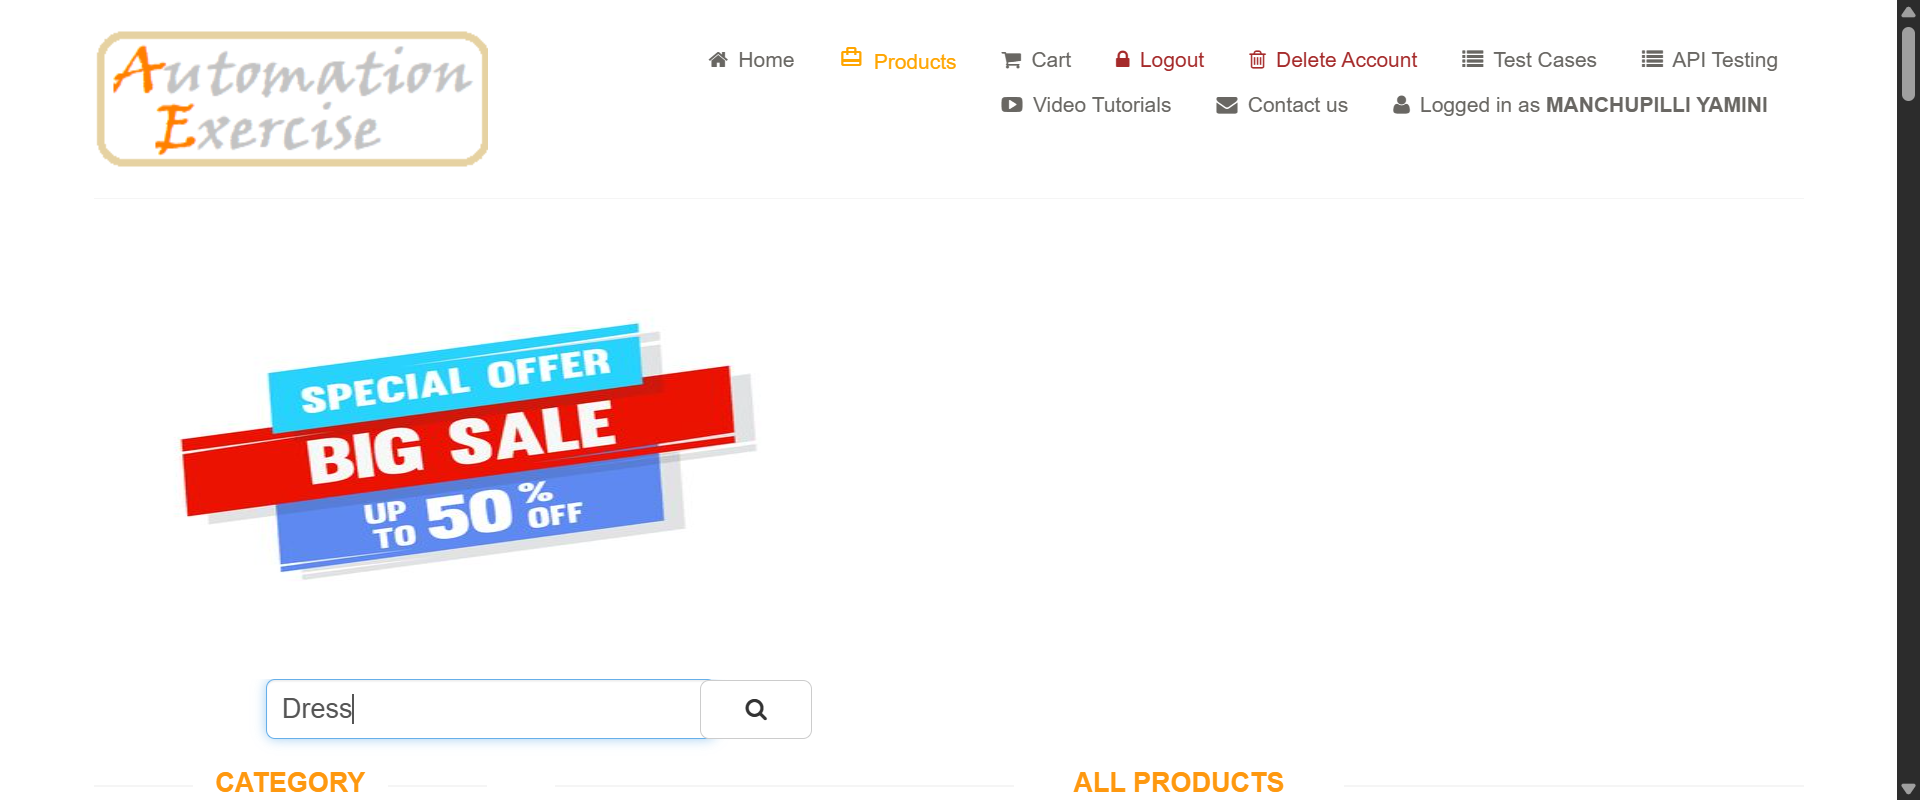 Automation
Exercise
Home Products Cart Logout Delete Account Test Cases API Testing
Video Tutorials Contact us Logged in as MANCHUPILLI YAMINI
SPECIAL OFFER
BIG SALE
UP TO 50% OFF
Dress
CATEGORY ALL PRODUCTS